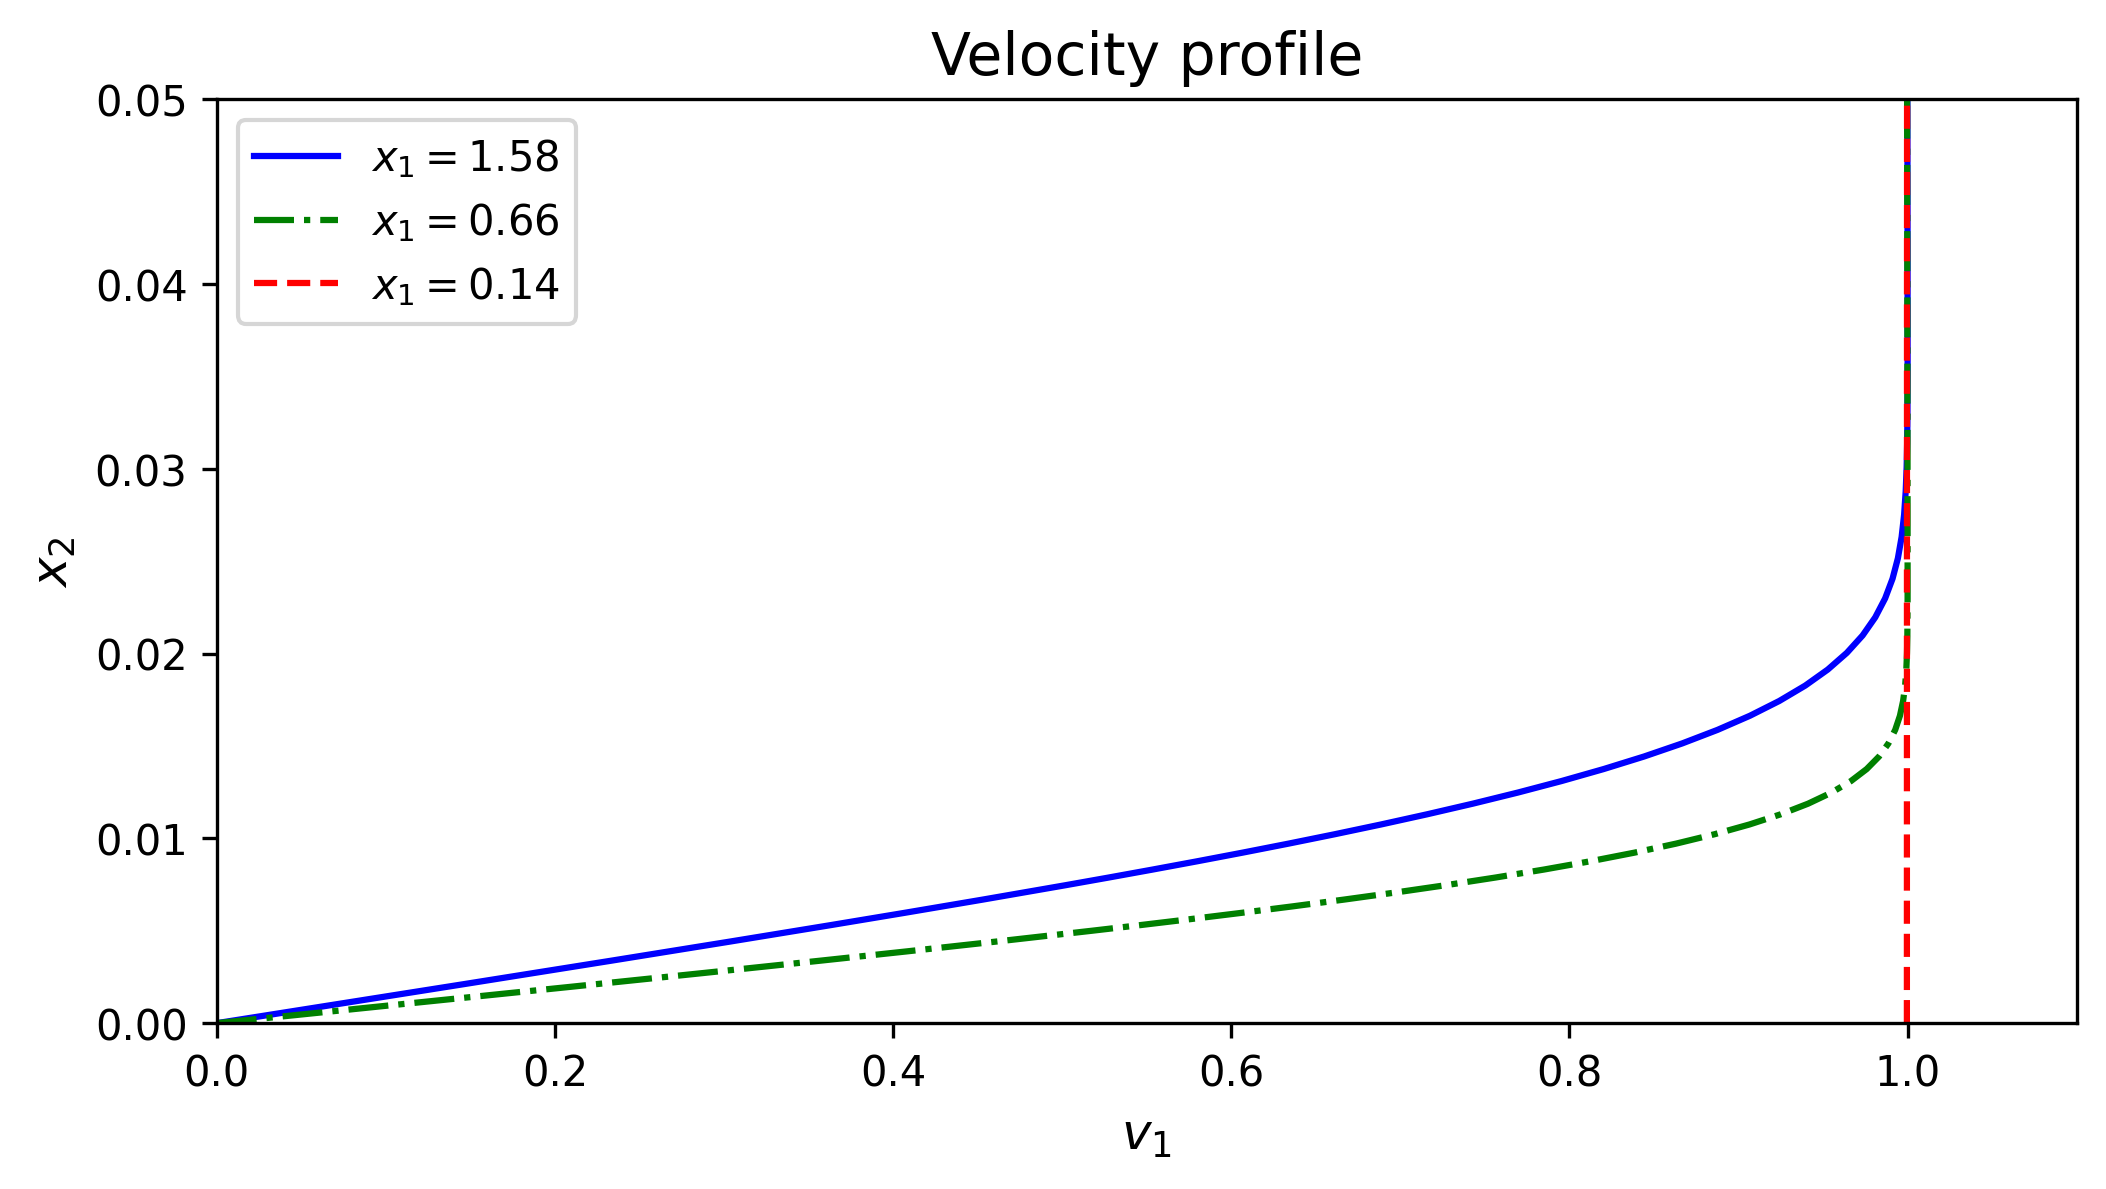 Velocity profile
0.05
x₁ = 1.58
x₁ = 0.66
x₁ = 0.14
0.04
0.03
x₂
0.02
0.01
0.00
0.0 0.2 0.4 0.6 0.8 1.0
v₁